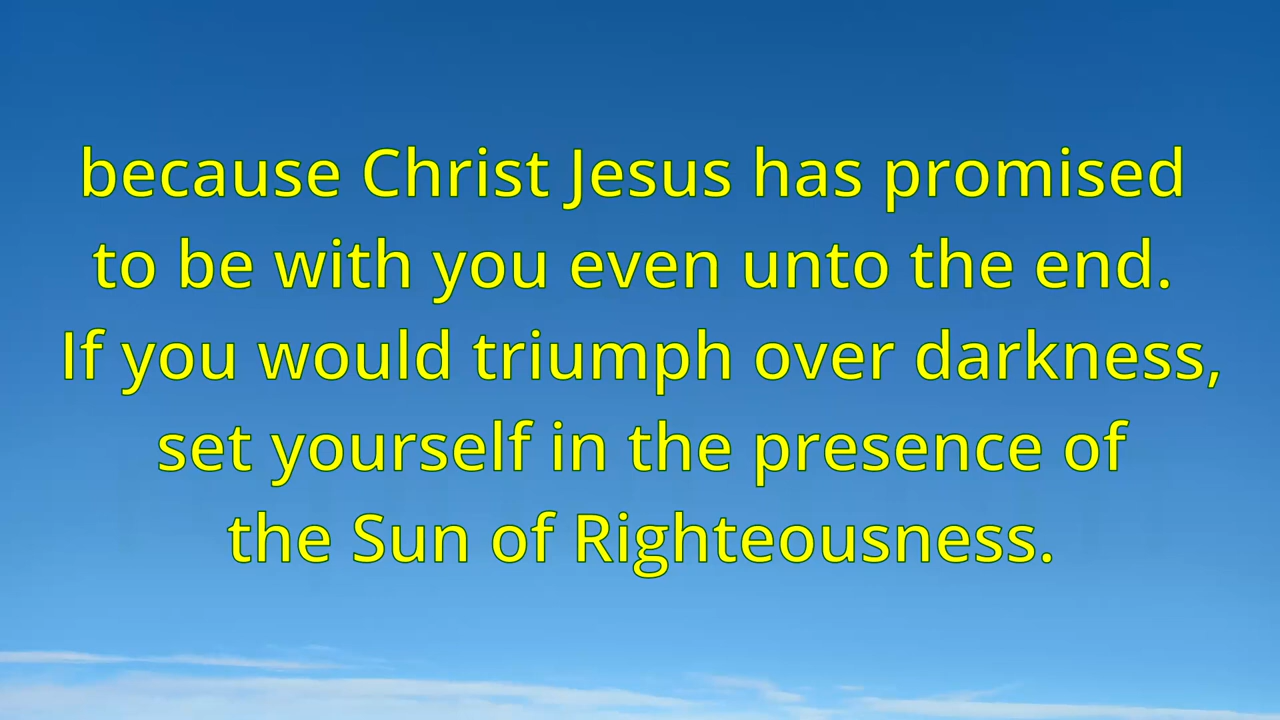 because Christ Jesus has promised
to be with you even unto the end.
If you would triumph over darkness,
set yourself in the presence of
the Sun of Righteousness.